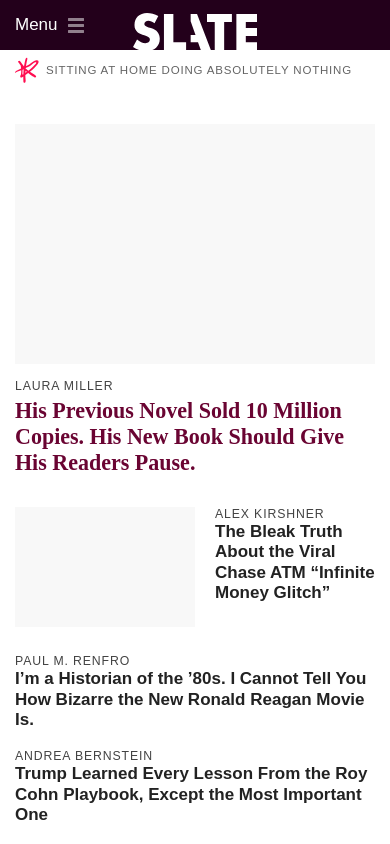 Menu
SLATE
SITTING AT HOME DOING ABSOLUTELY NOTHING
LAURA MILLER
His Previous Novel Sold 10 Million
Copies. His New Book Should Give
His Readers Pause.
ALEX KIRSHNER
The Bleak Truth
About the Viral
Chase ATM “Infinite
Money Glitch”
PAUL M. RENFRO
I’m a Historian of the ’80s. I Cannot Tell You
How Bizarre the New Ronald Reagan Movie
Is.
ANDREA BERNSTEIN
Trump Learned Every Lesson From the Roy
Cohn Playbook, Except the Most Important
One